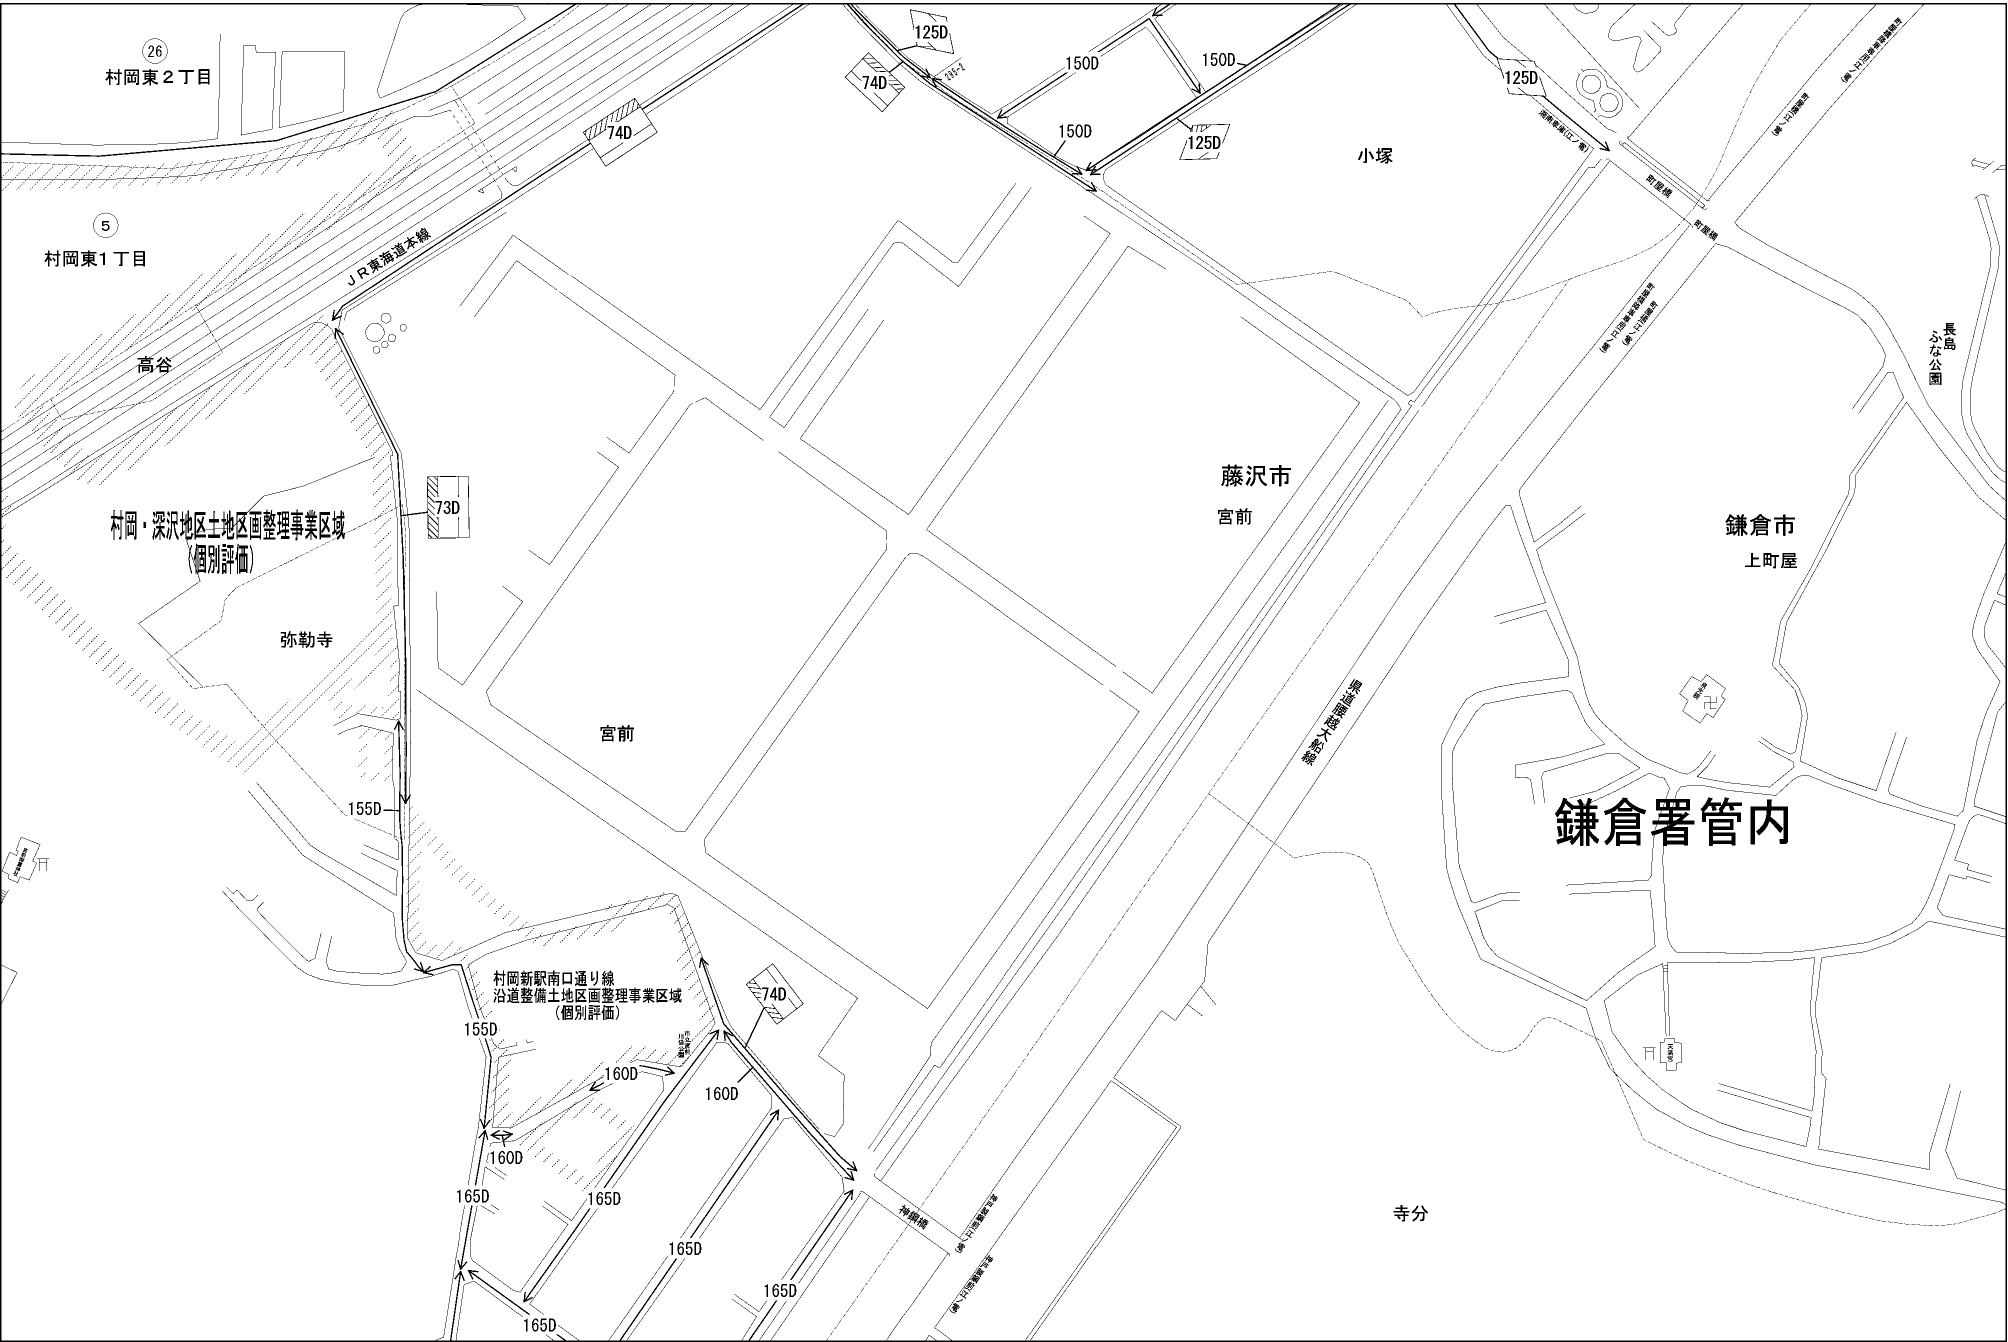 26
村岡東2丁目
5
村岡東1丁目
125D
74D
295-2
150D
150D
125D
150D
125D
74D
小塚
町屋橋
町屋橋
JR東海道本線
高谷
長島
ふな公園
73D
藤沢市
宮前
鎌倉市
上町屋
村岡・深沢地区土地区画整理事業区域
(個別評価)
弥勒寺
宮前
県道腰越大船線
155D
鎌倉署管内
村岡新駅南口通り線
沿道整備土地区画整理事業区域
(個別評価)
74D
155D
160D
160D
160D
165D
165D
165D
165D
165D
神鋼橋
天満宮
寺分